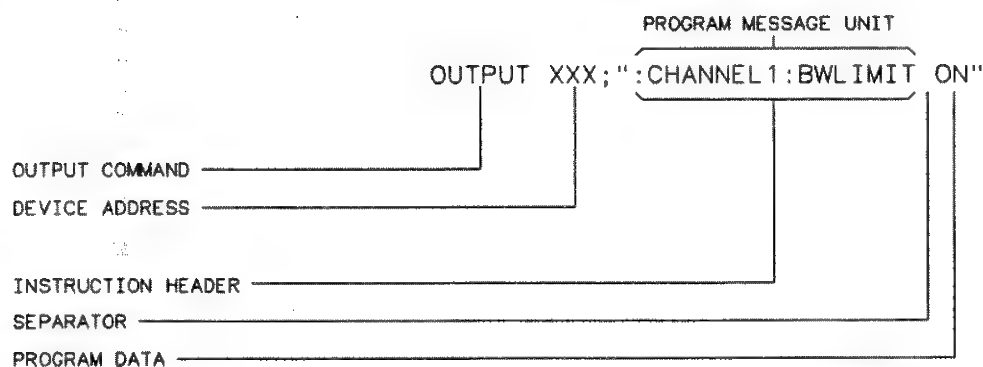 PROGRAM MESSAGE UNIT
OUTPUT XXX;":CHANNEL1:BWLIMIT ON"
OUTPUT COMMAND
DEVICE ADDRESS
INSTRUCTION HEADER
SEPARATOR
PROGRAM DATA